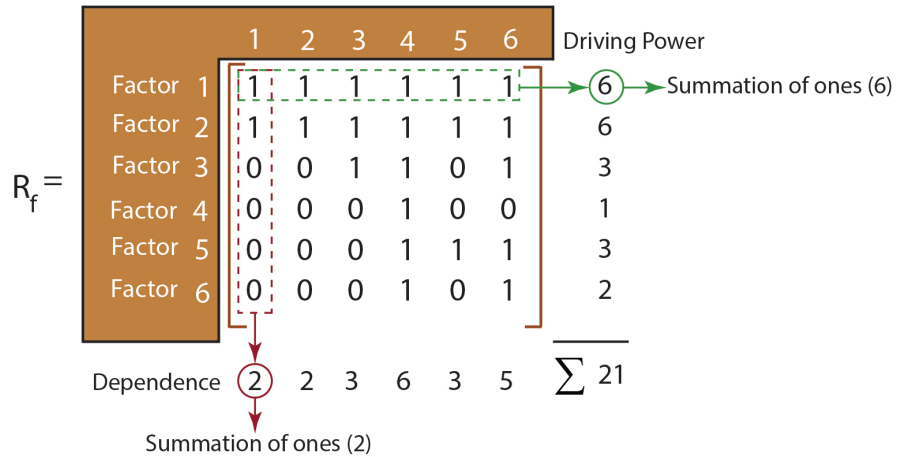 1 2 3 4 5 6 Driving Power
Factor 1 1 1 1 1 1 1 6 Summation of ones (6)
Factor 2 1 1 1 1 1 1 6
Factor 3 0 0 1 1 0 1 3
Rf = Factor 4 0 0 0 1 0 0 1
Factor 5 0 0 0 1 1 1 3
Factor 6 0 0 0 1 0 1 2
Dependence 2 2 3 6 3 5 ∑ 21
Summation of ones (2)